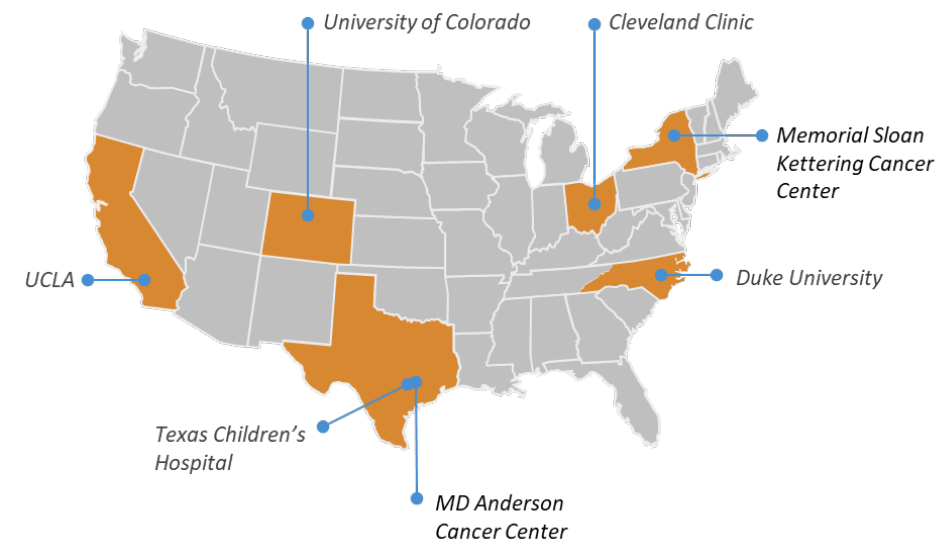 University of Colorado
Cleveland Clinic
Memorial Sloan
Kettering Cancer
Center
UCLA
Duke University
Texas Children’s
Hospital
MD Anderson
Cancer Center